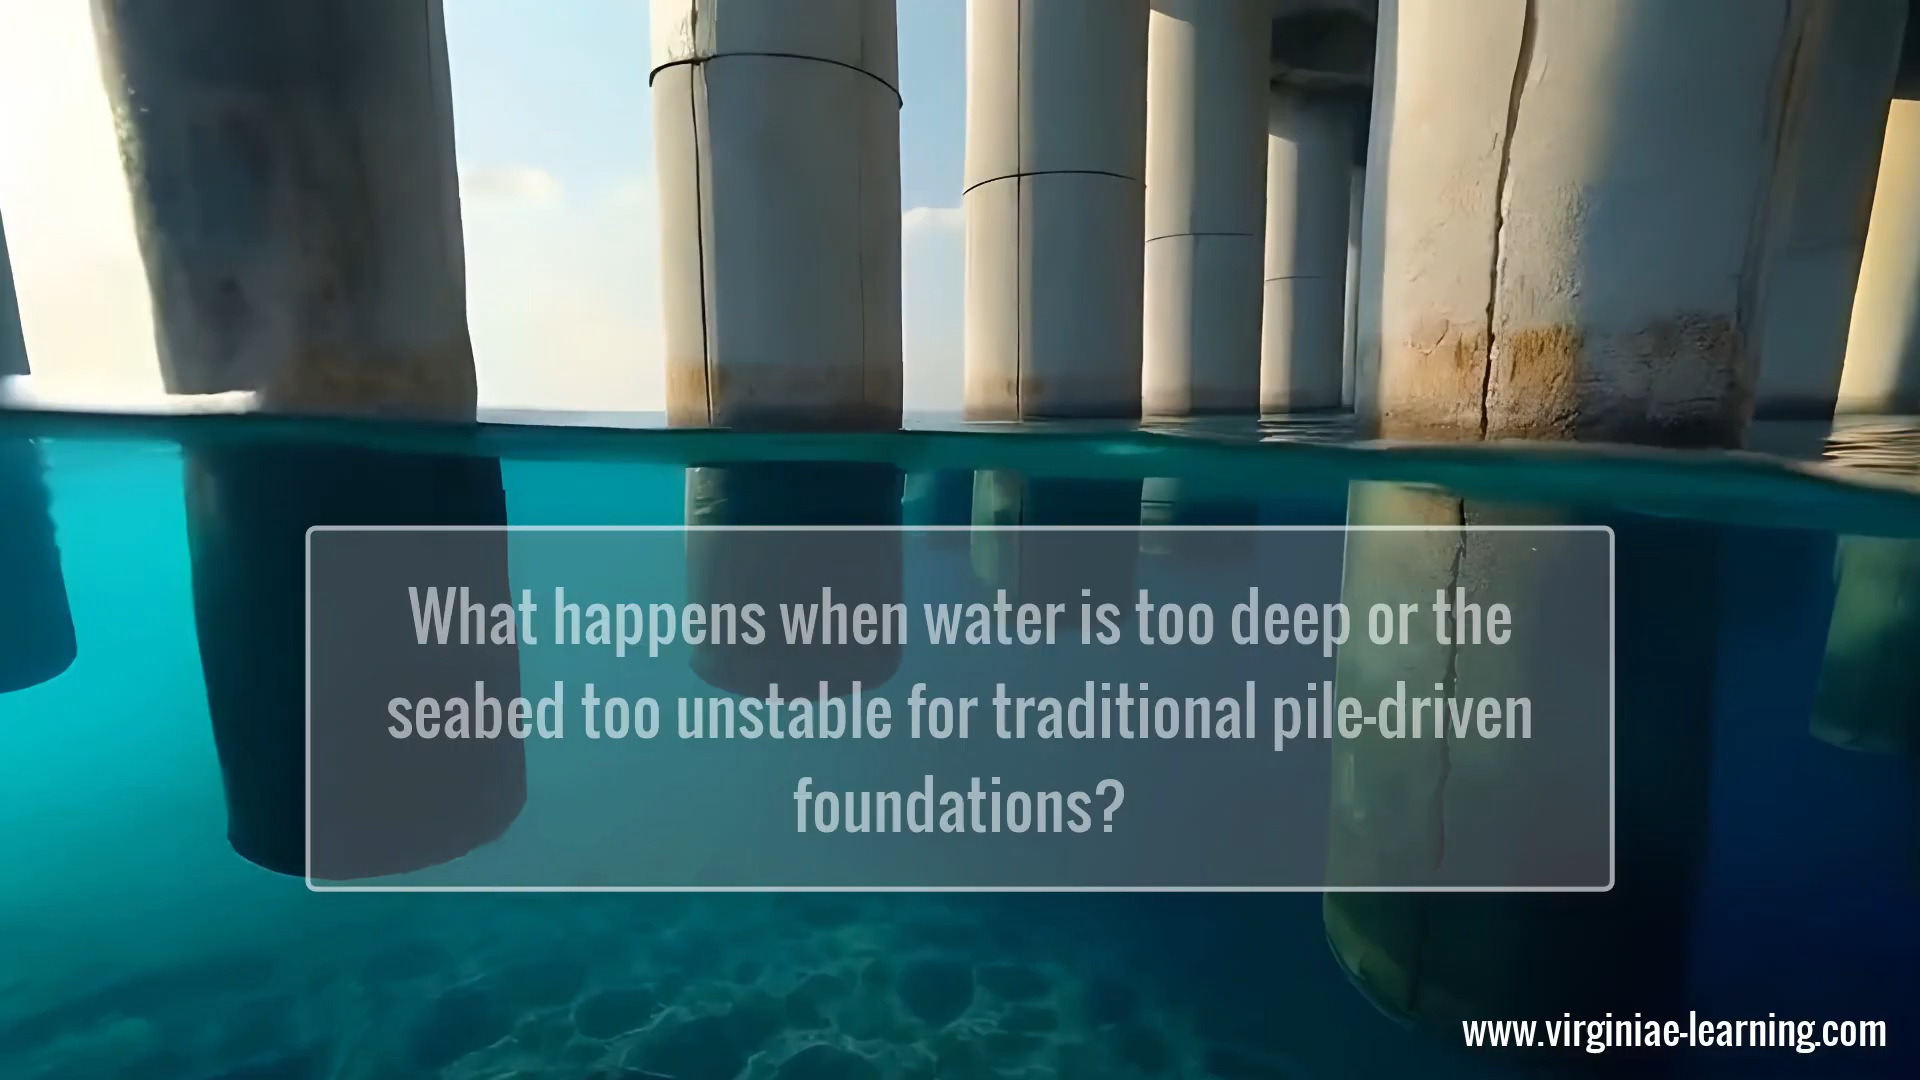 What happens when water is too deep or the
seabed too unstable for traditional pile-driven
foundations?
www.virginiae-learning.com